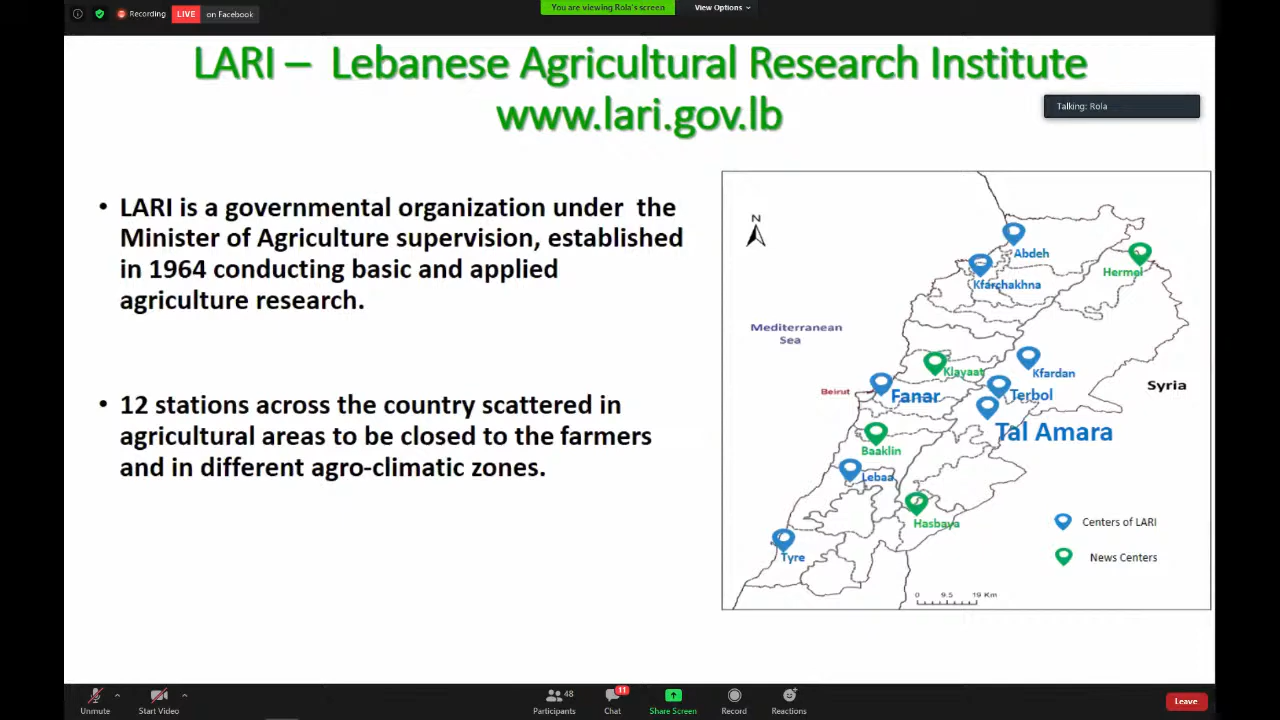 Recording
LIVE
on Facebook
You are viewing Rola's screen
View Options
LARI – Lebanese Agricultural Research Institute
www.lari.gov.lb
Talking: Rola
• LARI is a governmental organization under the
Minister of Agriculture supervision, established
in 1964 conducting basic and applied
agriculture research.
• 12 stations across the country scattered in
agricultural areas to be closed to the farmers
and in different agro-climatic zones.
N
Abdeh
Hermel
Kfarchakhna
Mediterranean
Sea
Klayaat
Kfardan
Syria
Beirut
Fanar
Terbol
Tal Amara
Baaklin
Lebaa
Hasbaya
Centers of LARI
Tyre
News Centers
0 9.5 19 Km
Unmute
Start Video
48
Participants
11
Chat
Share Screen
Record
Reactions
Leave